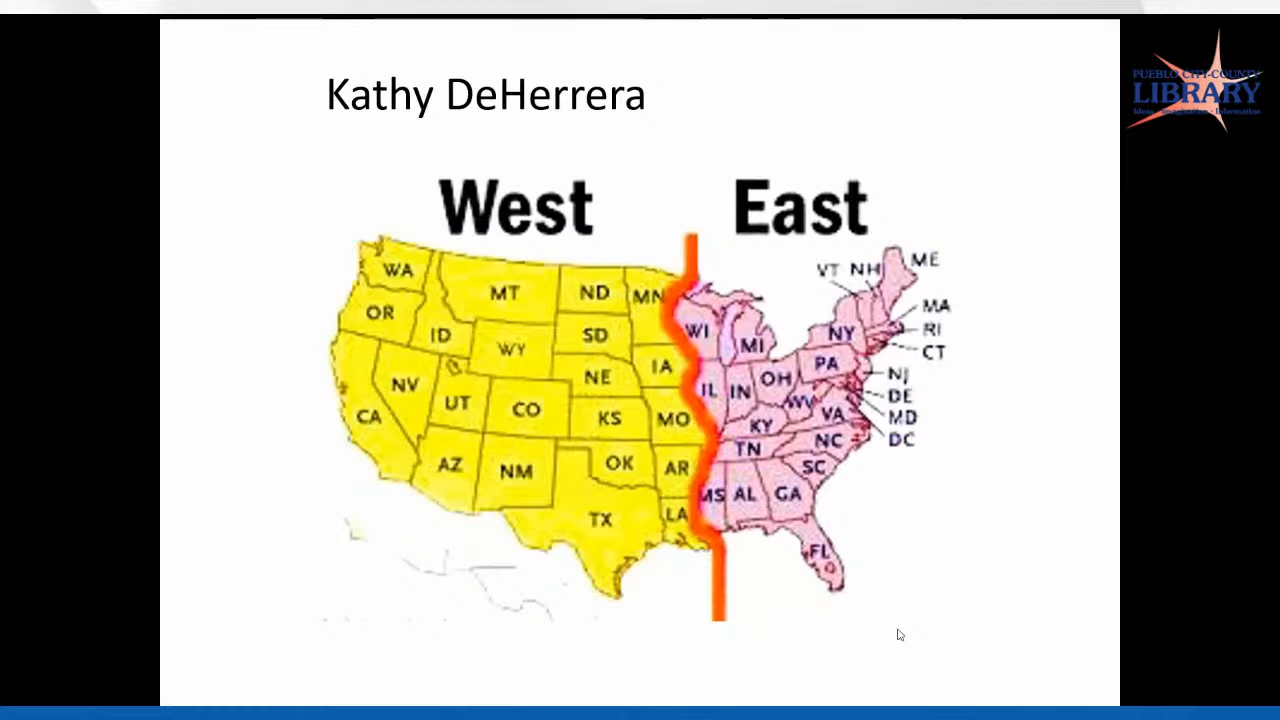 Kathy DeHerrera
PUEBLO CITY-COUNTY
LIBRARY
Ideas · Imagination · Information
West East
ME
VT NH
WA
MT ND MN
MA
OR
RI
ID SD WI NY
MI
CT
WY
IA PA
NE OH NJ
NV IL IN
DE
UT CO WV
CA KS MO VA MD
KY
NC DC
TN
AZ NM OK AR SC
MS AL GA
TX LA
FL